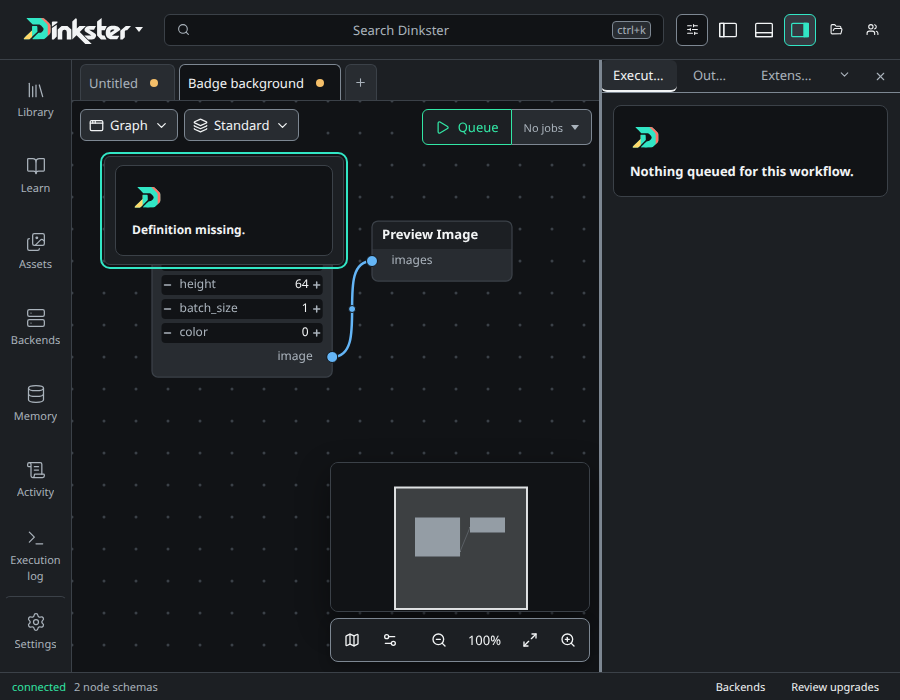 Dinkster
Search Dinkster
ctrl+k
Library
Learn
Assets
Backends
Memory
Activity
Execution
log
Settings
Untitled
Badge background
Graph
Standard
Queue
No jobs
Definition missing.
height 64
batch_size 1
color 0
image
Preview Image
images
100%
Execut...
Out...
Extens...
Nothing queued for this workflow.
connected
2 node schemas
Backends
Review upgrades